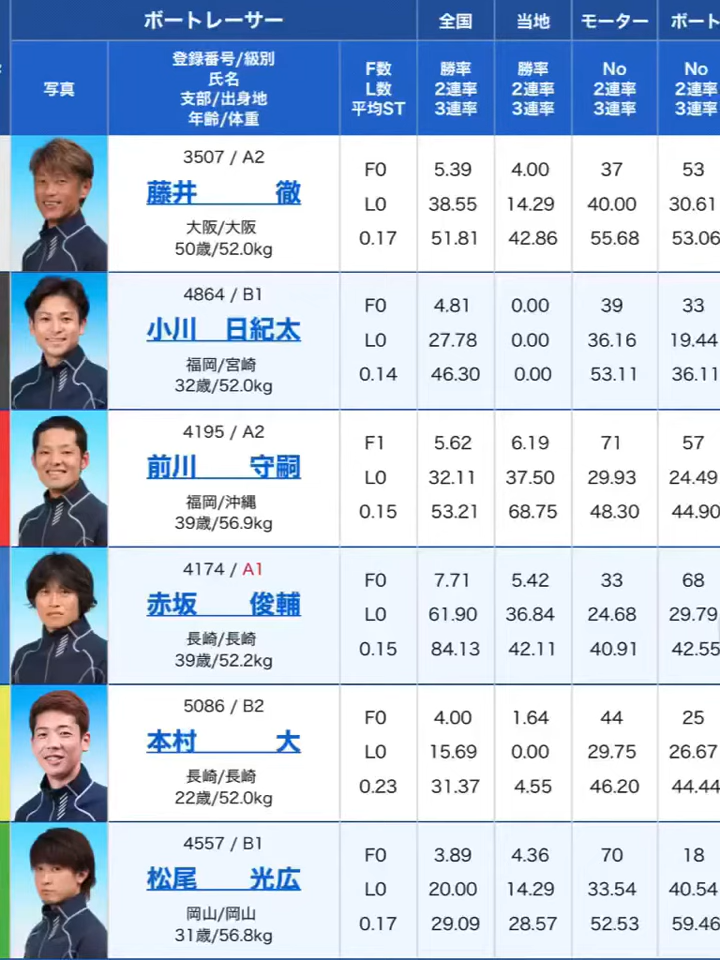 ボートレーサー 全国 当地 モーター ボート
写真
登録番号/級別
氏名
支部/出身地
年齢/体重
F数
L数
平均ST
勝率
2連率
3連率
勝率
2連率
3連率
No
2連率
3連率
No
2連率
3連率
3507 / A2
藤井 徹
大阪/大阪
50歳/52.0kg
F0 5.39 4.00 37 53
L0 38.55 14.29 40.00 30.61
0.17 51.81 42.86 55.68 53.06
4864 / B1
小川 日紀太
福岡/宮崎
32歳/52.0kg
F0 4.81 0.00 39 33
L0 27.78 0.00 36.16 19.44
0.14 46.30 0.00 53.11 36.11
4195 / A2
前川 守嗣
福岡/沖縄
39歳/56.9kg
F1 5.62 6.19 71 57
L0 32.11 37.50 29.93 24.49
0.15 53.21 68.75 48.30 44.90
4174 / A1
赤坂 俊輔
長崎/長崎
39歳/52.2kg
F0 7.71 5.42 33 68
L0 61.90 36.84 24.68 29.79
0.15 84.13 42.11 40.91 42.55
5086 / B2
本村 大
長崎/長崎
22歳/52.0kg
F0 4.00 1.64 44 25
L0 15.69 0.00 29.75 26.67
0.23 31.37 4.55 46.20 44.44
4557 / B1
松尾 光広
岡山/岡山
31歳/56.8kg
F0 3.89 4.36 70 18
L0 20.00 14.29 33.54 40.54
0.17 29.09 28.57 52.53 59.46